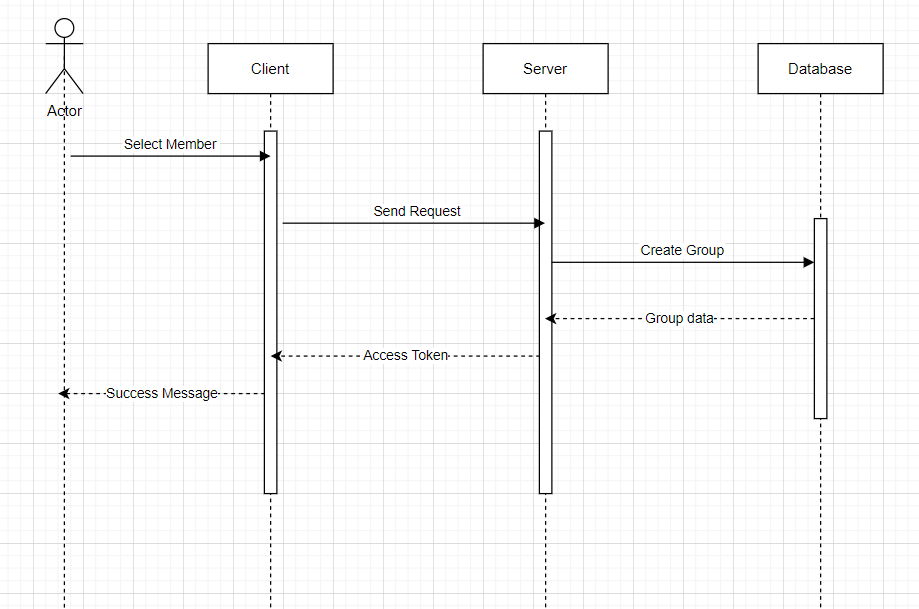 Client
Server
Database
Actor
Select Member
Send Request
Create Group
Group data
Access Token
Success Message